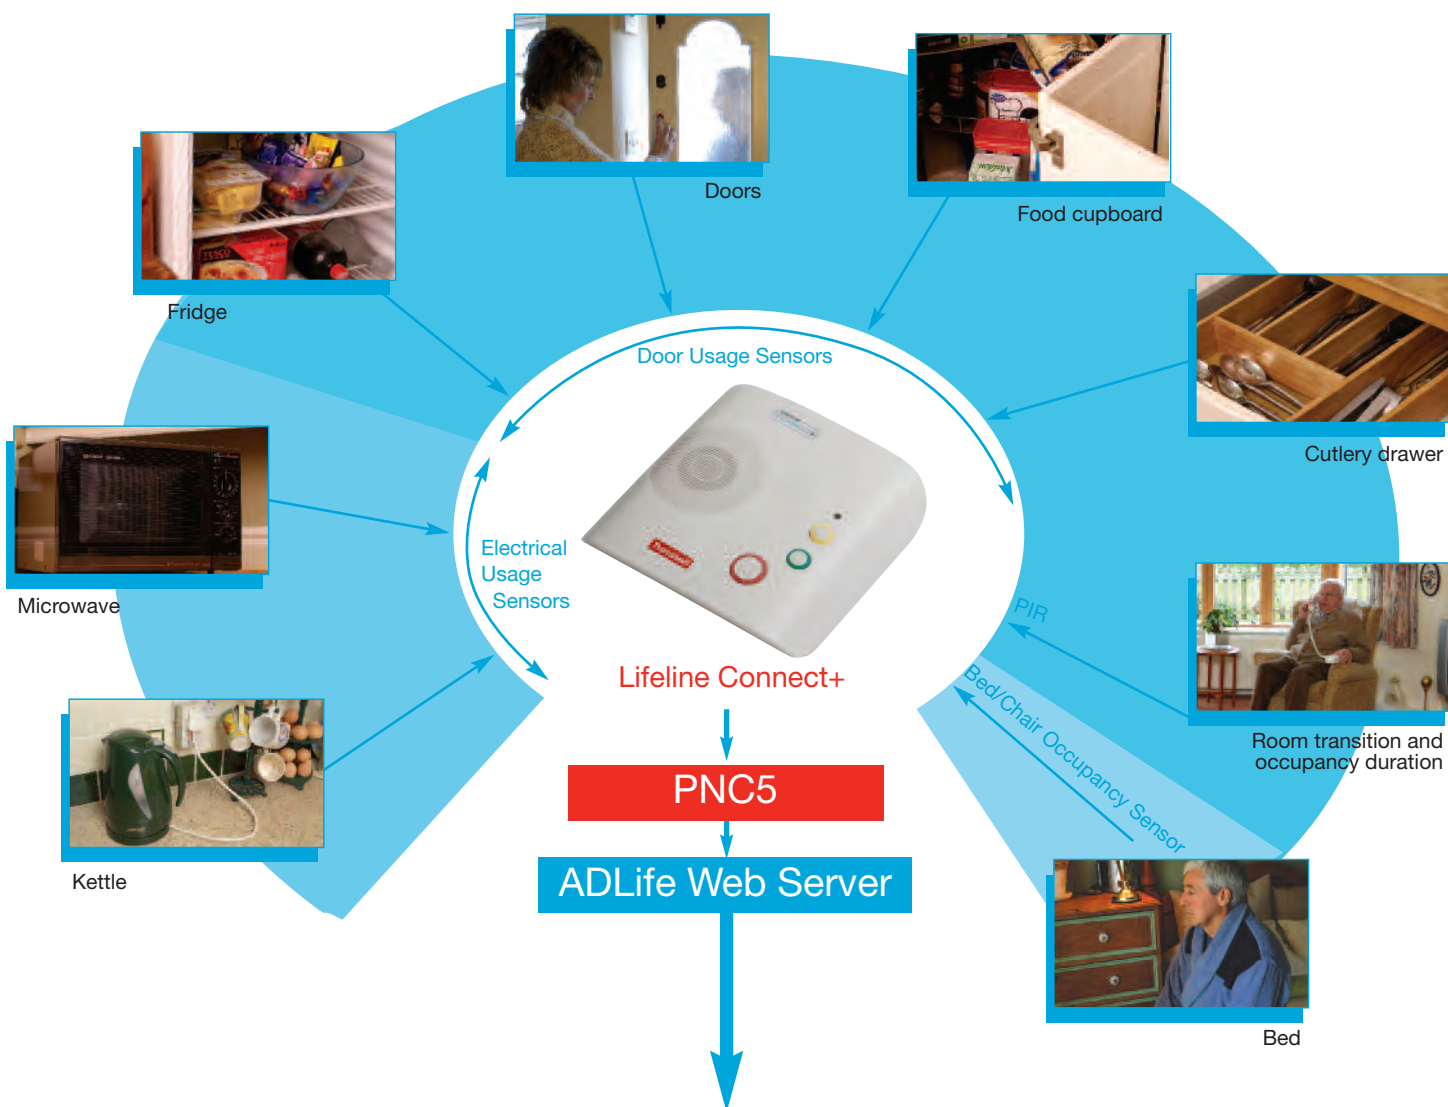 Doors
Food cupboard
Fridge
Door Usage Sensors
Cutlery drawer
Microwave
Electrical
Usage
Sensors
PIR
Lifeline Connect+
Bed/Chair Occupancy Sensor
Room transition and
occupancy duration
PNC5
Kettle
ADLife Web Server
Bed
TESCO